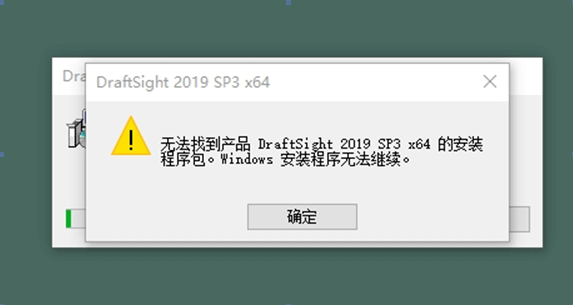 Dra
DraftSight 2019 SP3 x64
无法找到产品 DraftSight 2019 SP3 x64 的安装
程序包。Windows 安装程序无法继续。
确定